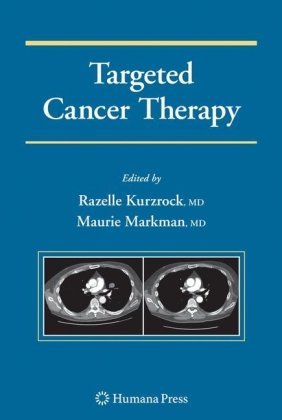 Targeted
Cancer Therapy
Edited by
Razelle Kurzrock, MD
Maurie Markman, MD
Humana Press